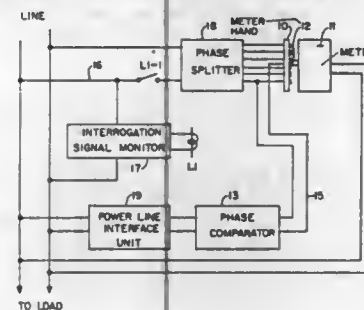 LINE
16
L1-1
18
PHASE
SPLITTER
METER
HAND
10
12
11
METE
INTERROGATION
SIGNAL MONITOR
17
L1
19
POWER LINE
INTERFACE
UNIT
13
PHASE
COMPARATOR
15
TO LOAD